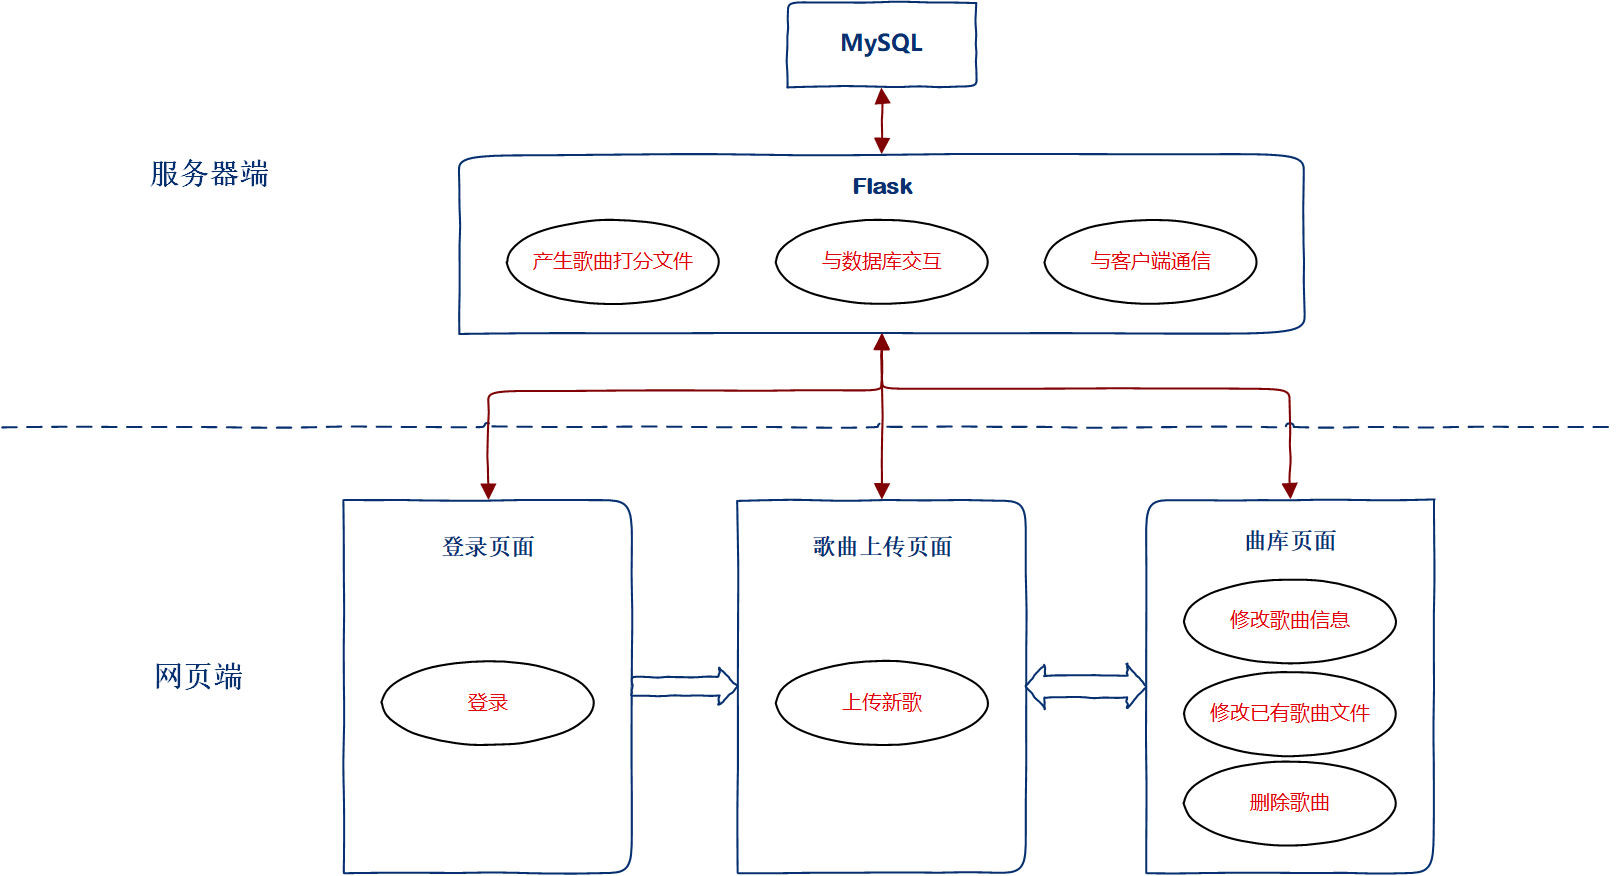 MySQL
服务器端
Flask
产生歌曲打分文件
与数据库交互
与客户端通信
登录页面
歌曲上传页面
曲库页面
修改歌曲信息
网页端
登录
上传新歌
修改已有歌曲文件
删除歌曲